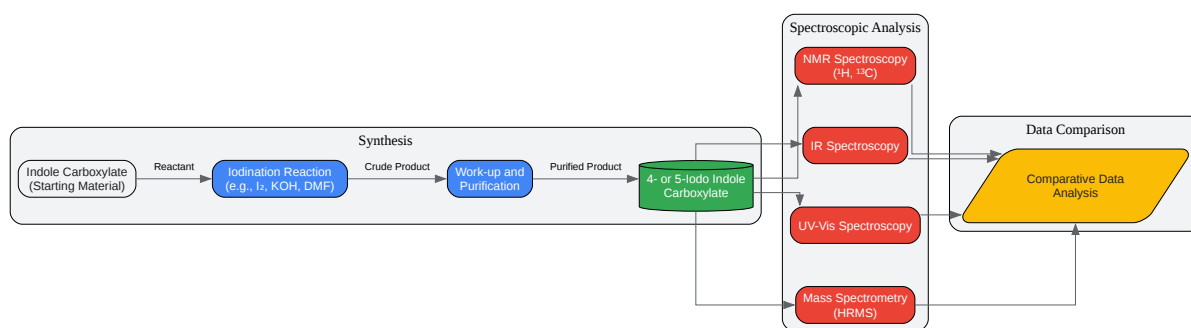 Synthesis
Indole Carboxylate
(Starting Material)
Reactant
Iodination Reaction
(e.g., I₂, KOH, DMF)
Crude Product
Work-up and
Purification
Purified Product
4- or 5-Iodo Indole
Carboxylate
Spectroscopic Analysis
NMR Spectroscopy
(¹H, ¹³C)
IR Spectroscopy
UV-Vis Spectroscopy
Mass Spectrometry
(HRMS)
Data Comparison
Comparative Data
Analysis